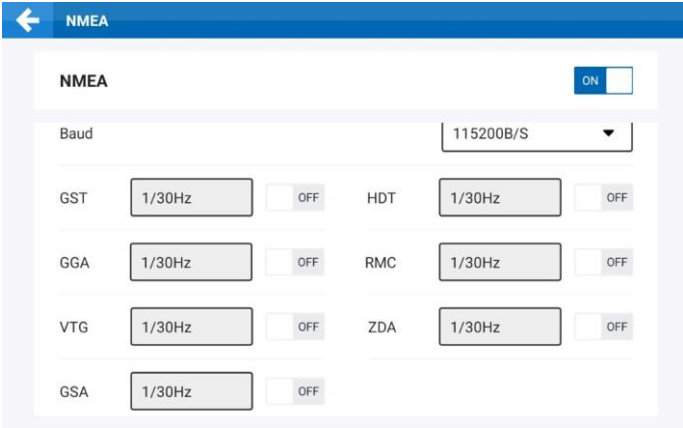 NMEA
NMEA ON
Baud 115200B/S
GST 1/30Hz OFF HDT 1/30Hz OFF
GGA 1/30Hz OFF RMC 1/30Hz OFF
VTG 1/30Hz OFF ZDA 1/30Hz OFF
GSA 1/30Hz OFF